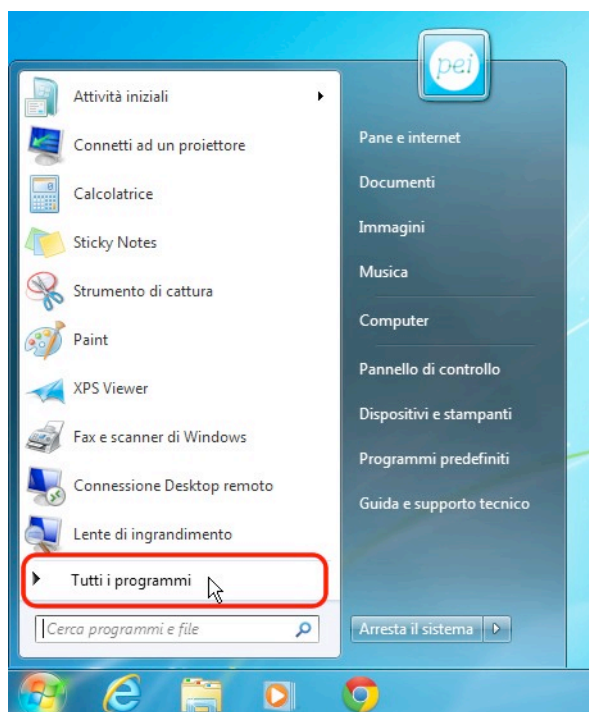 pei
Attività iniziali
Connetti ad un proiettore
Calcolatrice
Sticky Notes
Strumento di cattura
Paint
XPS Viewer
Fax e scanner di Windows
Connessione Desktop remoto
Lente di ingrandimento
Tutti i programmi
Cerca programmi e file
Pane e internet
Documenti
Immagini
Musica
Computer
Pannello di controllo
Dispositivi e stampanti
Programmi predefiniti
Guida e supporto tecnico
Arresta il sistema